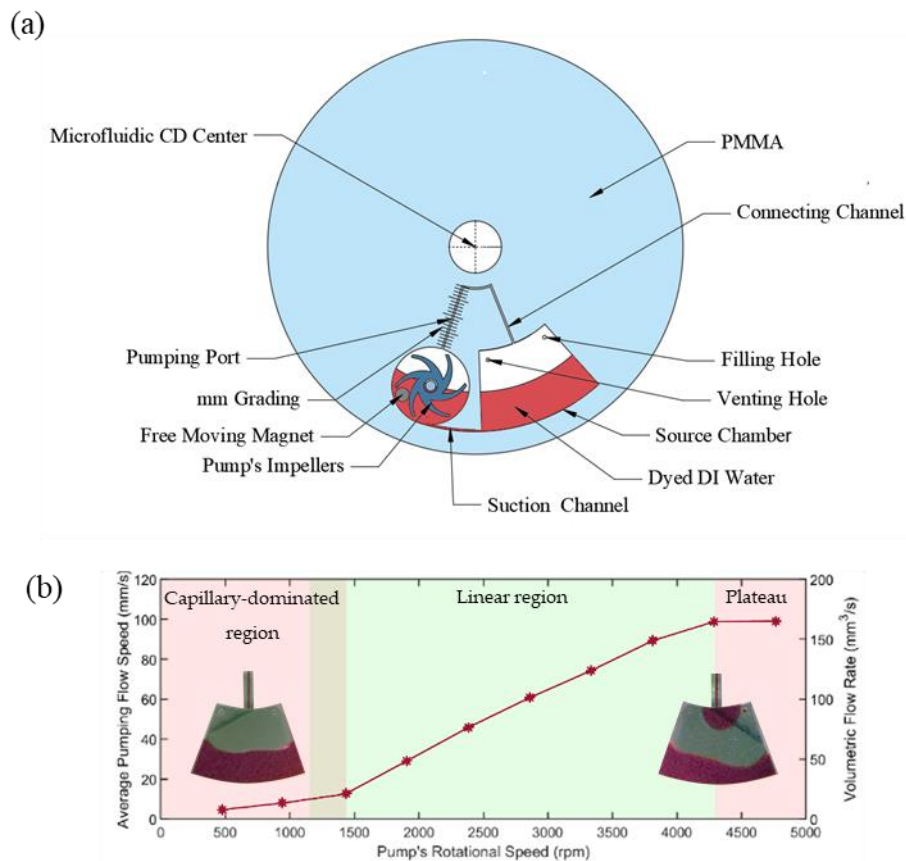 (a)
Microfluidic CD Center
PMMA
Connecting Channel
Pumping Port
Filling Hole
mm Grading
Venting Hole
Free Moving Magnet
Source Chamber
Pump's Impellers
Dyed DI Water
Suction Channel
(b)
Average Pumping Flow Speed (mm/s)
120
100
80
60
40
20
0
Capillary-dominated
region
Linear region
Plateau
200
150
100
50
0
Volumetric Flow Rate (mm³/s)
0 500 1000 1500 2000 2500 3000 3500 4000 4500 5000
Pump's Rotational Speed (rpm)